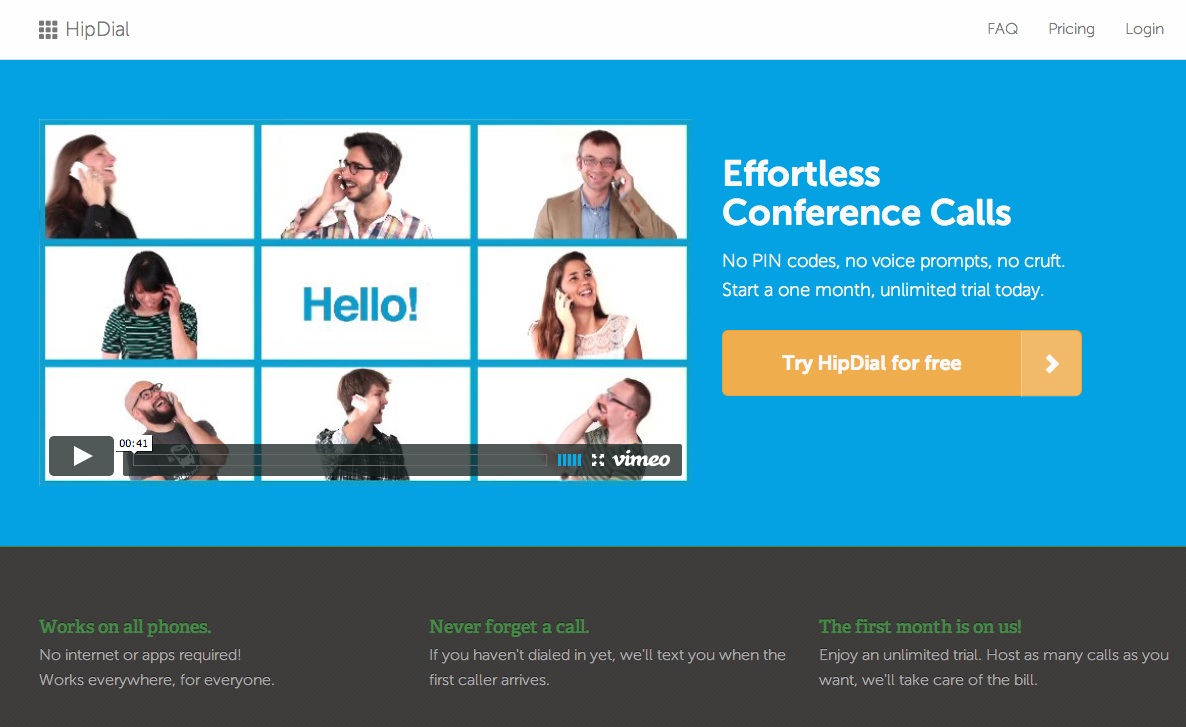 HipDial
FAQ Pricing Login
Hello!
00:41
vimeo
Effortless
Conference Calls
No PIN codes, no voice prompts, no cruft.
Start a one month, unlimited trial today.
Try HipDial for free
Works on all phones.
No internet or apps required!
Works everywhere, for everyone.
Never forget a call.
If you haven't dialed in yet, we'll text you when the
first caller arrives.
The first month is on us!
Enjoy an unlimited trial. Host as many calls as you
want, we'll take care of the bill.